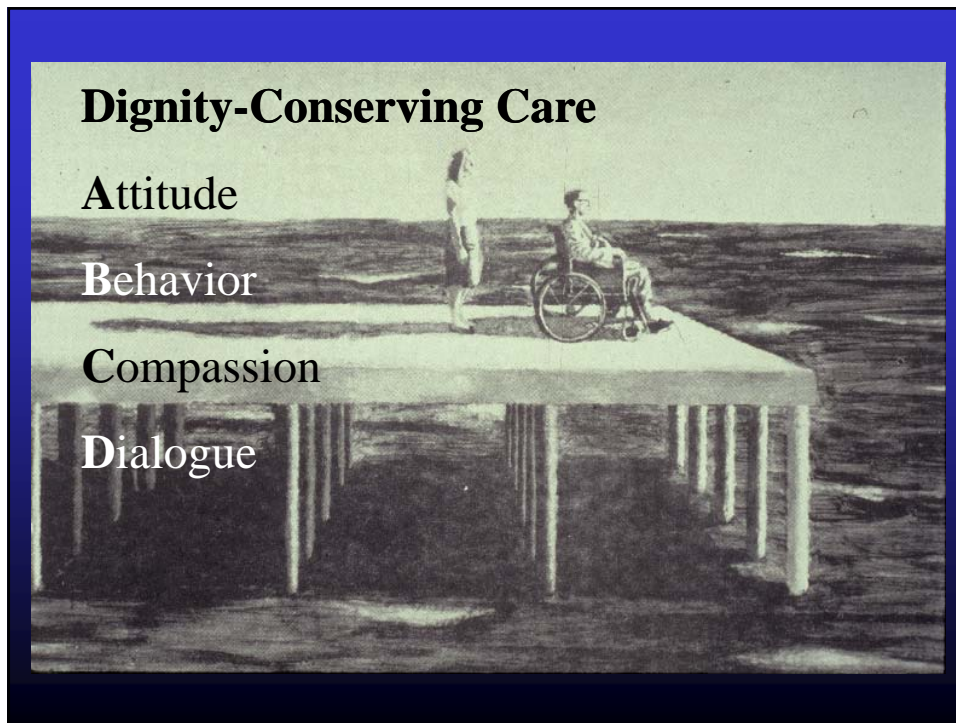 Dignity-Conserving Care
Attitude
Behavior
Compassion
Dialogue